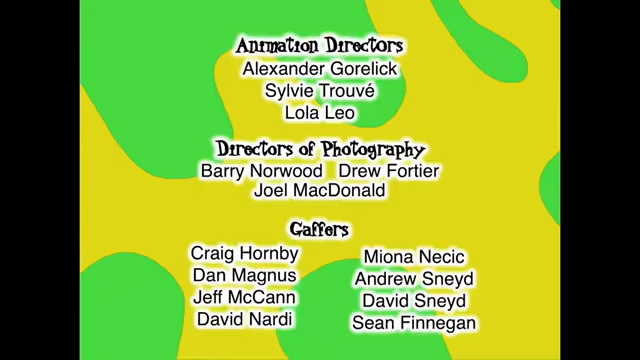 Animation Directors
Alexander Gorelick
Sylvie Trouvé
Lola Leo
Directors of Photography
Barry Norwood Drew Fortier
Joel MacDonald
Gaffers
Craig Hornby
Dan Magnus
Jeff McCann
David Nardi
Miona Necic
Andrew Sneyd
David Sneyd
Sean Finnegan